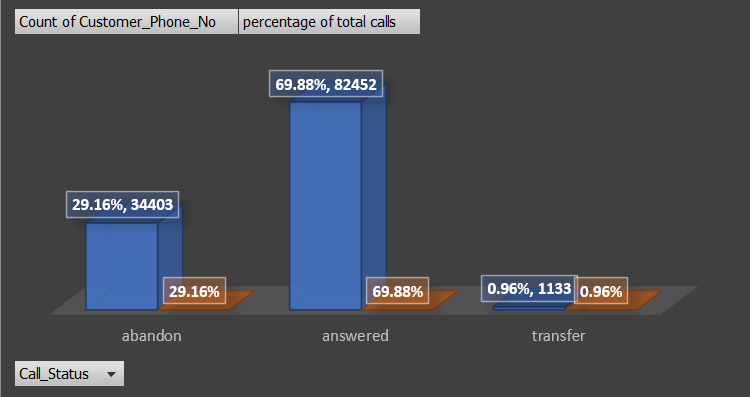 Count of Customer_Phone_No percentage of total calls
69.88%, 82452
29.16%, 34403
29.16%
69.88%
0.96%, 1133
0.96%
abandon answered transfer
Call_Status